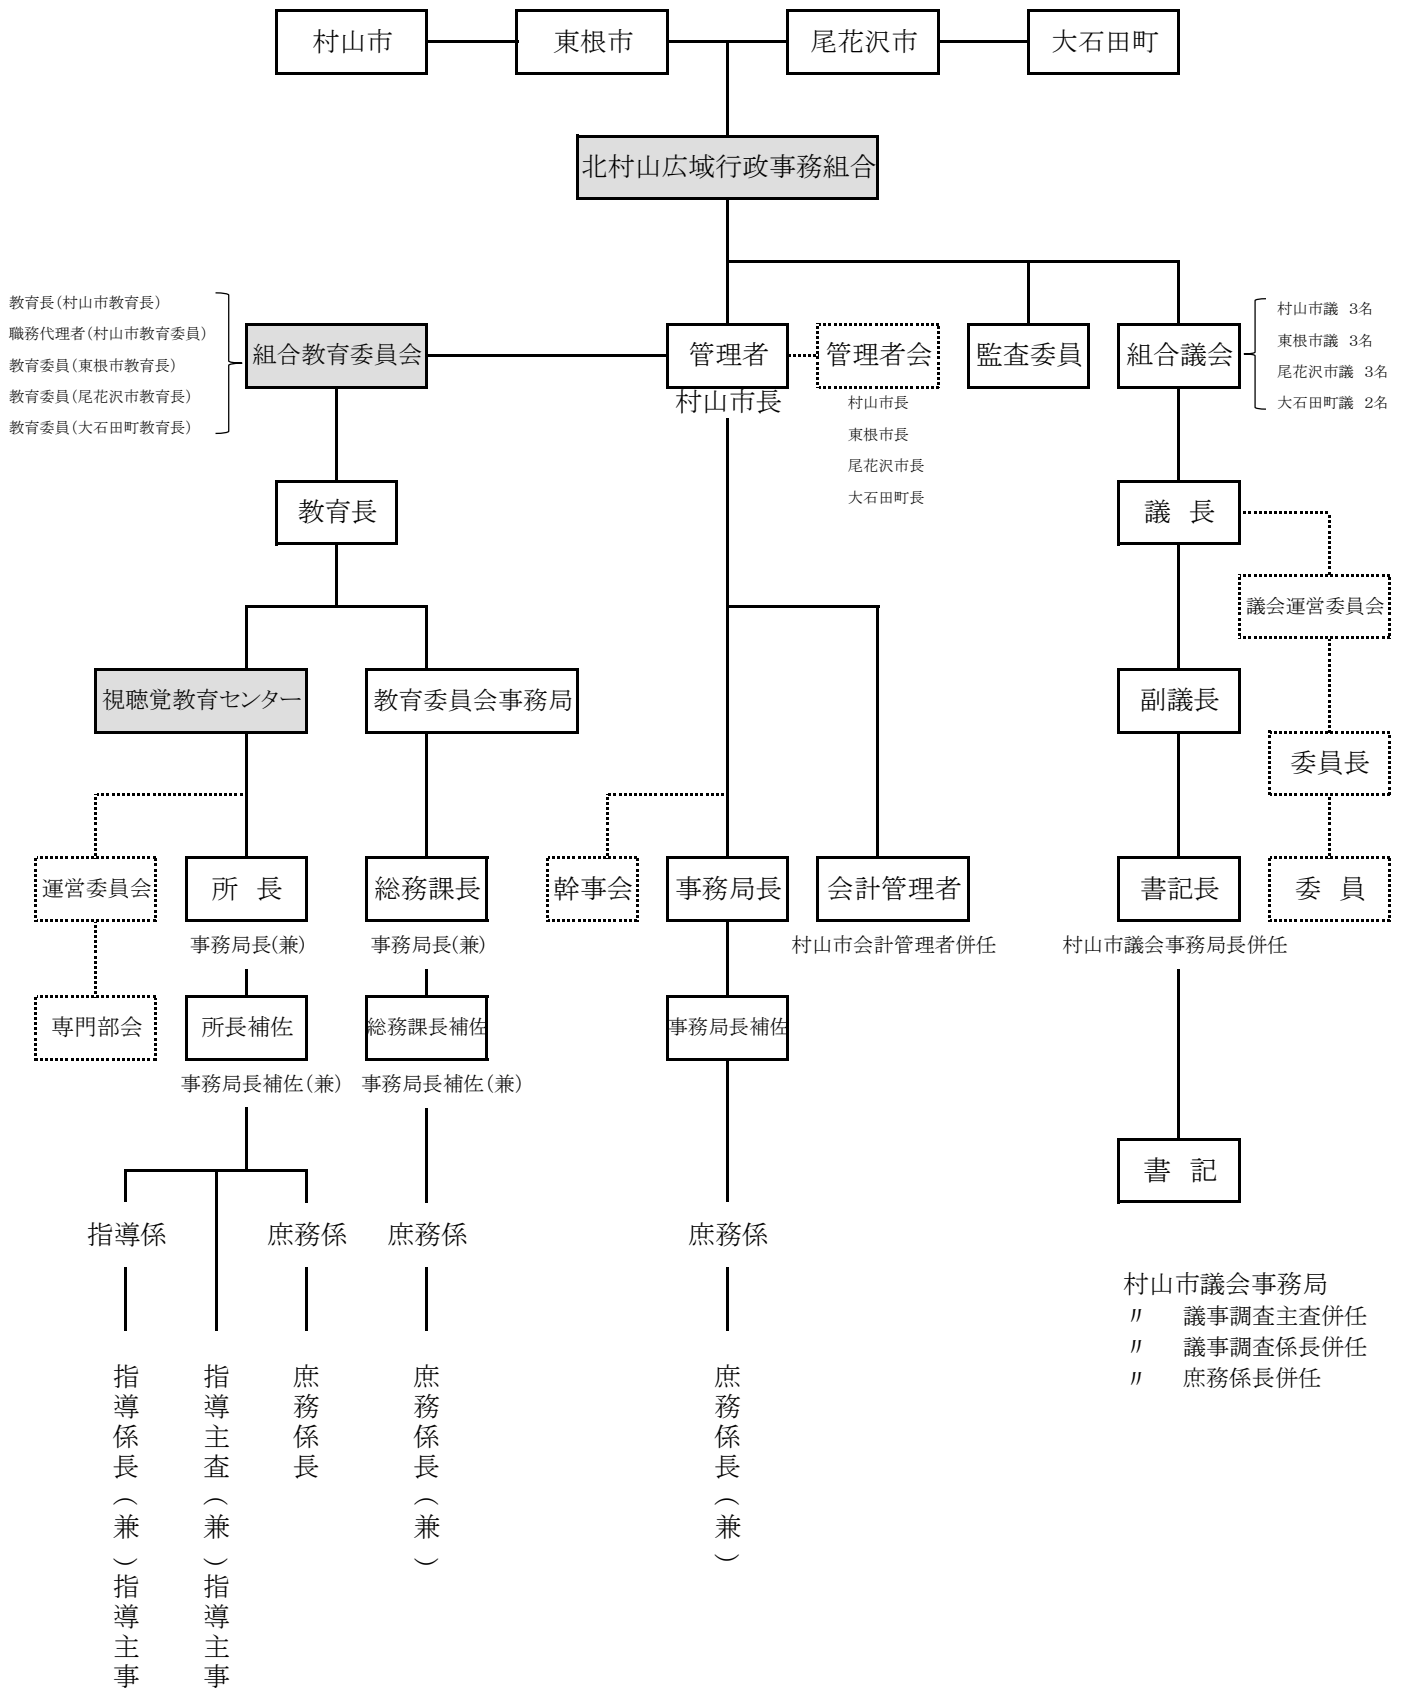 村山市
東根市
尾花沢市
大石田町
北村山広域行政事務組合
教育長(村山市教育長)
職務代理者(村山市教育委員)
教育委員(東根市教育長)
教育委員(尾花沢市教育長)
教育委員(大石田町教育長)
組合教育委員会
管理者
村山市長
管理者会
村山市長
東根市長
尾花沢市長
大石田町長
監査委員
組合議会
村山市議 3名
東根市議 3名
尾花沢市議 3名
大石田町議 2名
教育長
議 長
議会運営委員会
視聴覚教育センター
教育委員会事務局
副議長
委員長
運営委員会
所 長
事務局長(兼)
総務課長
事務局長(兼)
幹事会
事務局長
会計管理者
村山市会計管理者併任
書記長
村山市議会事務局長併任
委 員
専門部会
所長補佐
事務局長補佐(兼)
総務課長補佐
事務局長補佐(兼)
事務局長補佐
書 記
指導係
庶務係
庶務係
庶務係
村山市議会事務局
〃 議事調査主査併任
〃 議事調査係長併任
〃 庶務係長併任
指導係長(兼)指導主事
指導主査(兼)指導主事
庶務係長
庶務係長(兼)
庶務係長(兼)